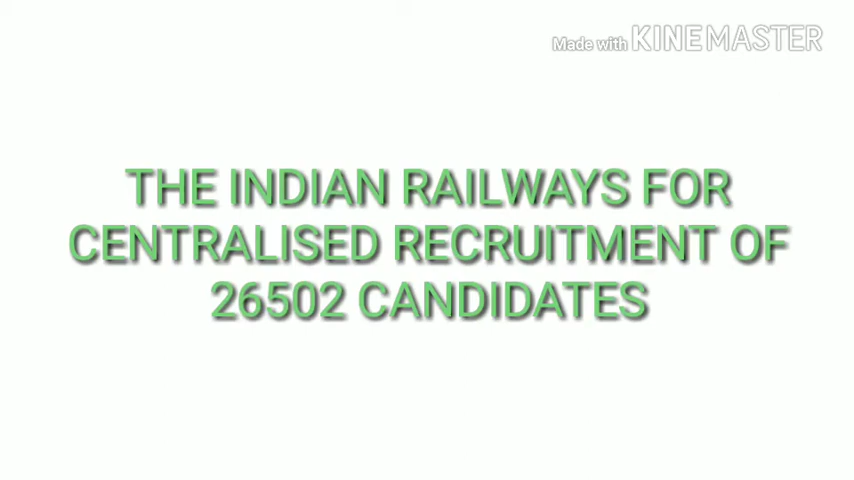 Made with KINEMASTER
THE INDIAN RAILWAYS FOR
CENTRALISED RECRUITMENT OF
26502 CANDIDATES